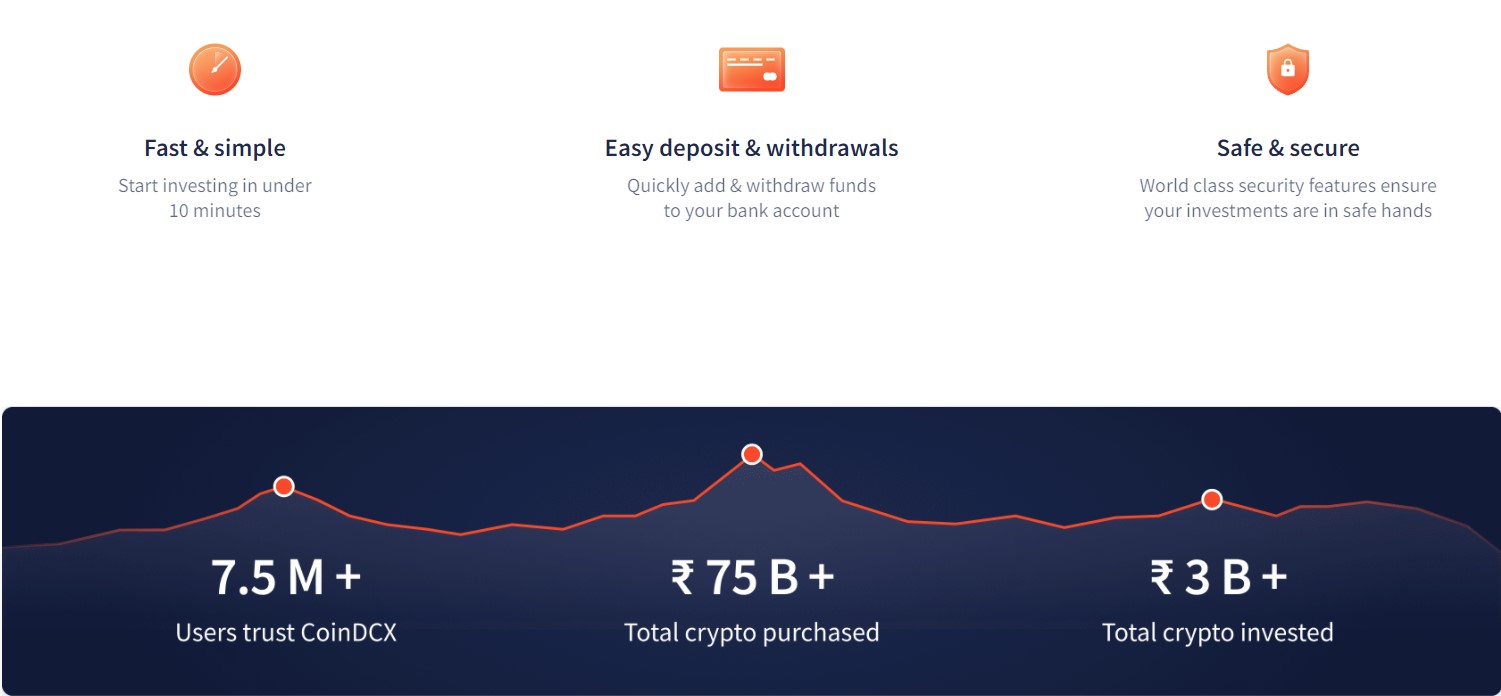 Fast & simple
Start investing in under
10 minutes
Easy deposit & withdrawals
Quickly add & withdraw funds
to your bank account
Safe & secure
World class security features ensure
your investments are in safe hands
7.5 M +
Users trust CoinDCX
₹ 75 B +
Total crypto purchased
₹ 3 B +
Total crypto invested